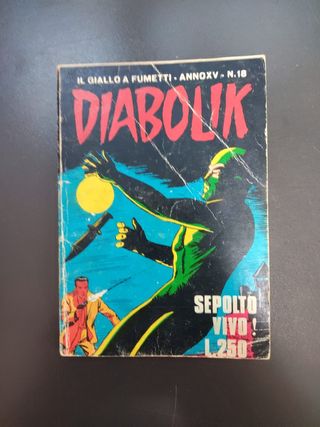 IL GIALLO A FUMETTI - ANNO XV - N. 18
DIABOLIK
SEPOLTO
VIVO!
L.250